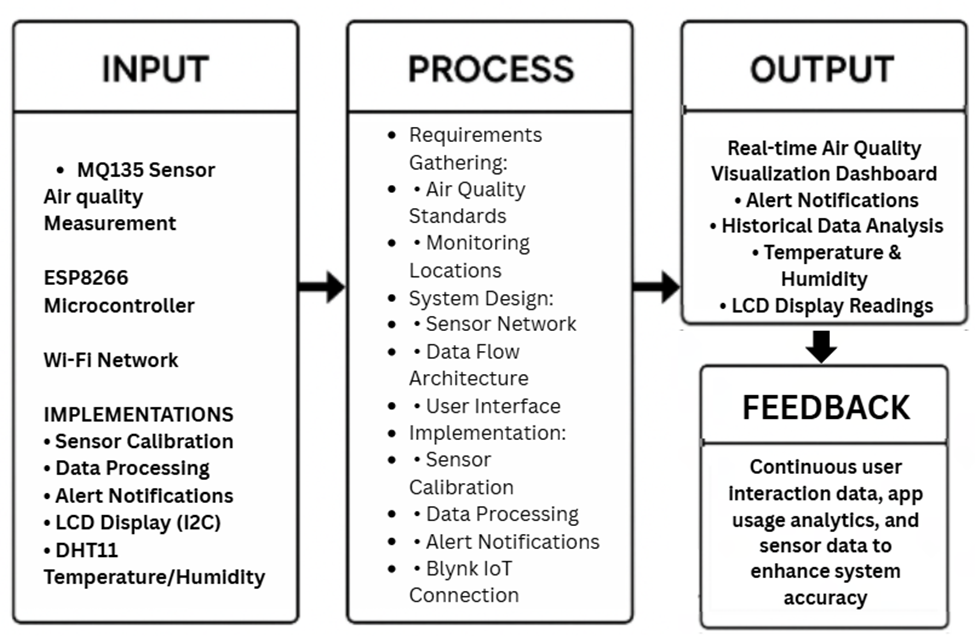 INPUT
• MQ135 Sensor
Air quality
Measurement
ESP8266
Microcontroller
Wi-Fi Network
IMPLEMENTATIONS
• Sensor Calibration
• Data Processing
• Alert Notifications
• LCD Display (I2C)
• DHT11
Temperature/Humidity
PROCESS
• Requirements
Gathering:
• • Air Quality
Standards
• • Monitoring
Locations
• System Design:
• • Sensor Network
• • Data Flow
Architecture
• • User Interface
• Implementation:
• • Sensor
Calibration
• • Data Processing
• • Alert Notifications
• • Blynk IoT
Connection
OUTPUT
Real-time Air Quality
Visualization Dashboard
• Alert Notifications
• Historical Data Analysis
• Temperature &
Humidity
• LCD Display Readings
FEEDBACK
Continuous user
interaction data, app
usage analytics, and
sensor data to
enhance system
accuracy